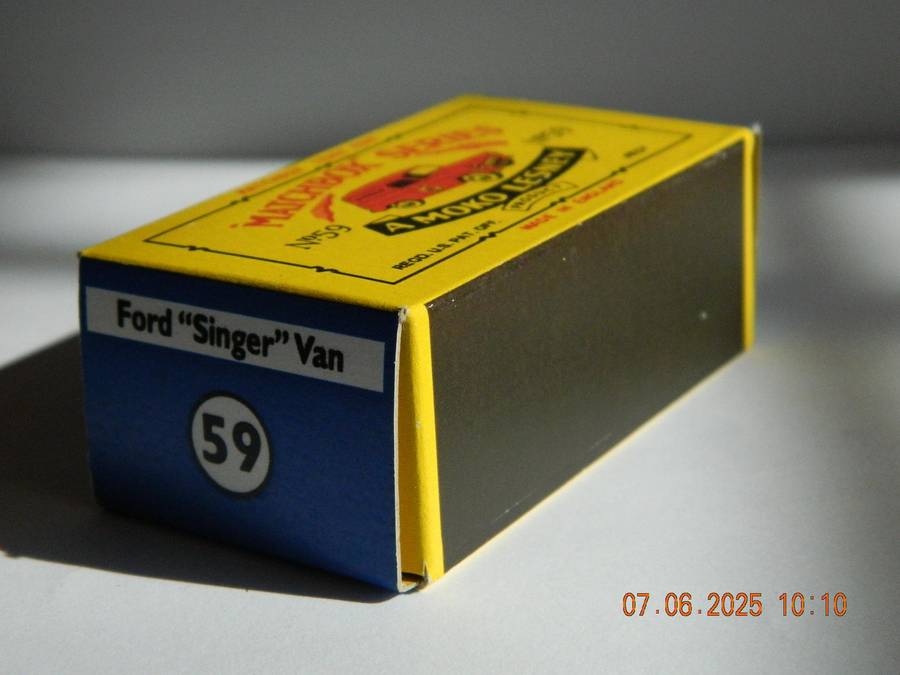 "MATCHBOX" SERIES
Nº59
Nº59
A MOKO LESNEY
PRODUCT
REGD. U.S PAT. OFF.
MADE IN ENGLAND
Ford “Singer” Van
59
07.06.2025 10:10